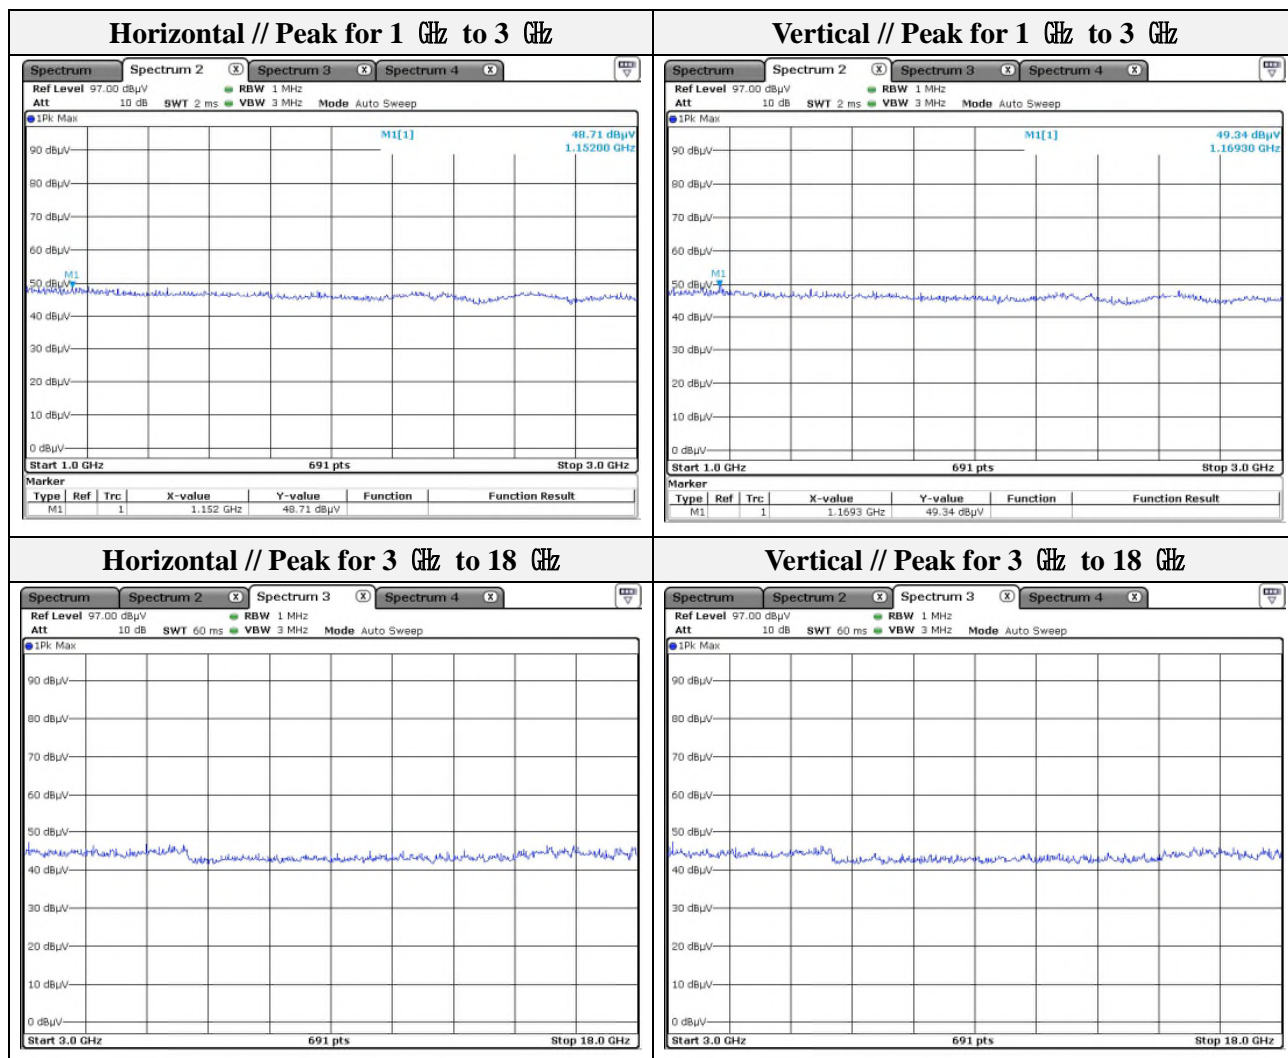 Horizontal // Peak for 1 ㎓ to 3 ㎓
Spectrum Spectrum 2 X Spectrum 3 X Spectrum 4 X
Ref Level 97.00 dBµV RBW 1 MHz
Att 10 dB SWT 2 ms VBW 3 MHz Mode Auto Sweep
1Pk Max
M1[1] 48.71 dBµV
1.15200 GHz
90 dBµV
80 dBµV
70 dBµV
60 dBµV
M1
50 dBµV
40 dBµV
30 dBµV
20 dBµV
10 dBµV
0 dBµV
Start 1.0 GHz 691 pts Stop 3.0 GHz
Marker
Type Ref Trc X-value Y-value Function Function Result
M1 1 1.152 GHz 48.71 dBµV
Vertical // Peak for 1 ㎓ to 3 ㎓
Spectrum Spectrum 2 X Spectrum 3 X Spectrum 4 X
Ref Level 97.00 dBµV RBW 1 MHz
Att 10 dB SWT 2 ms VBW 3 MHz Mode Auto Sweep
1Pk Max
M1[1] 49.34 dBµV
1.16930 GHz
90 dBµV
80 dBµV
70 dBµV
60 dBµV
M1
50 dBµV
40 dBµV
30 dBµV
20 dBµV
10 dBµV
0 dBµV
Start 1.0 GHz 691 pts Stop 3.0 GHz
Marker
Type Ref Trc X-value Y-value Function Function Result
M1 1 1.1693 GHz 49.34 dBµV
Horizontal // Peak for 3 ㎓ to 18 ㎓
Spectrum Spectrum 2 X Spectrum 3 X Spectrum 4 X
Ref Level 97.00 dBµV RBW 1 MHz
Att 10 dB SWT 60 ms VBW 3 MHz Mode Auto Sweep
1Pk Max
90 dBµV
80 dBµV
70 dBµV
60 dBµV
50 dBµV
40 dBµV
30 dBµV
20 dBµV
10 dBµV
0 dBµV
Start 3.0 GHz 691 pts Stop 18.0 GHz
Vertical // Peak for 3 ㎓ to 18 ㎓
Spectrum Spectrum 2 X Spectrum 3 X Spectrum 4 X
Ref Level 97.00 dBµV RBW 1 MHz
Att 10 dB SWT 60 ms VBW 3 MHz Mode Auto Sweep
1Pk Max
90 dBµV
80 dBµV
70 dBµV
60 dBµV
50 dBµV
40 dBµV
30 dBµV
20 dBµV
10 dBµV
0 dBµV
Start 3.0 GHz 691 pts Stop 18.0 GHz